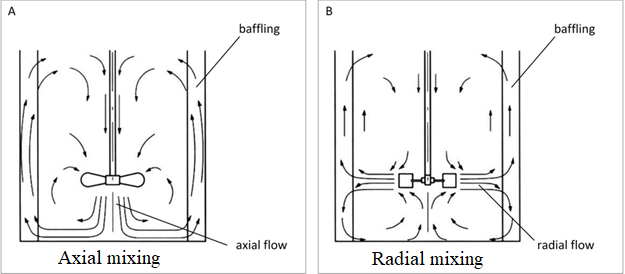 A
baffling
axial flow
Axial mixing
B
baffling
radial flow
Radial mixing